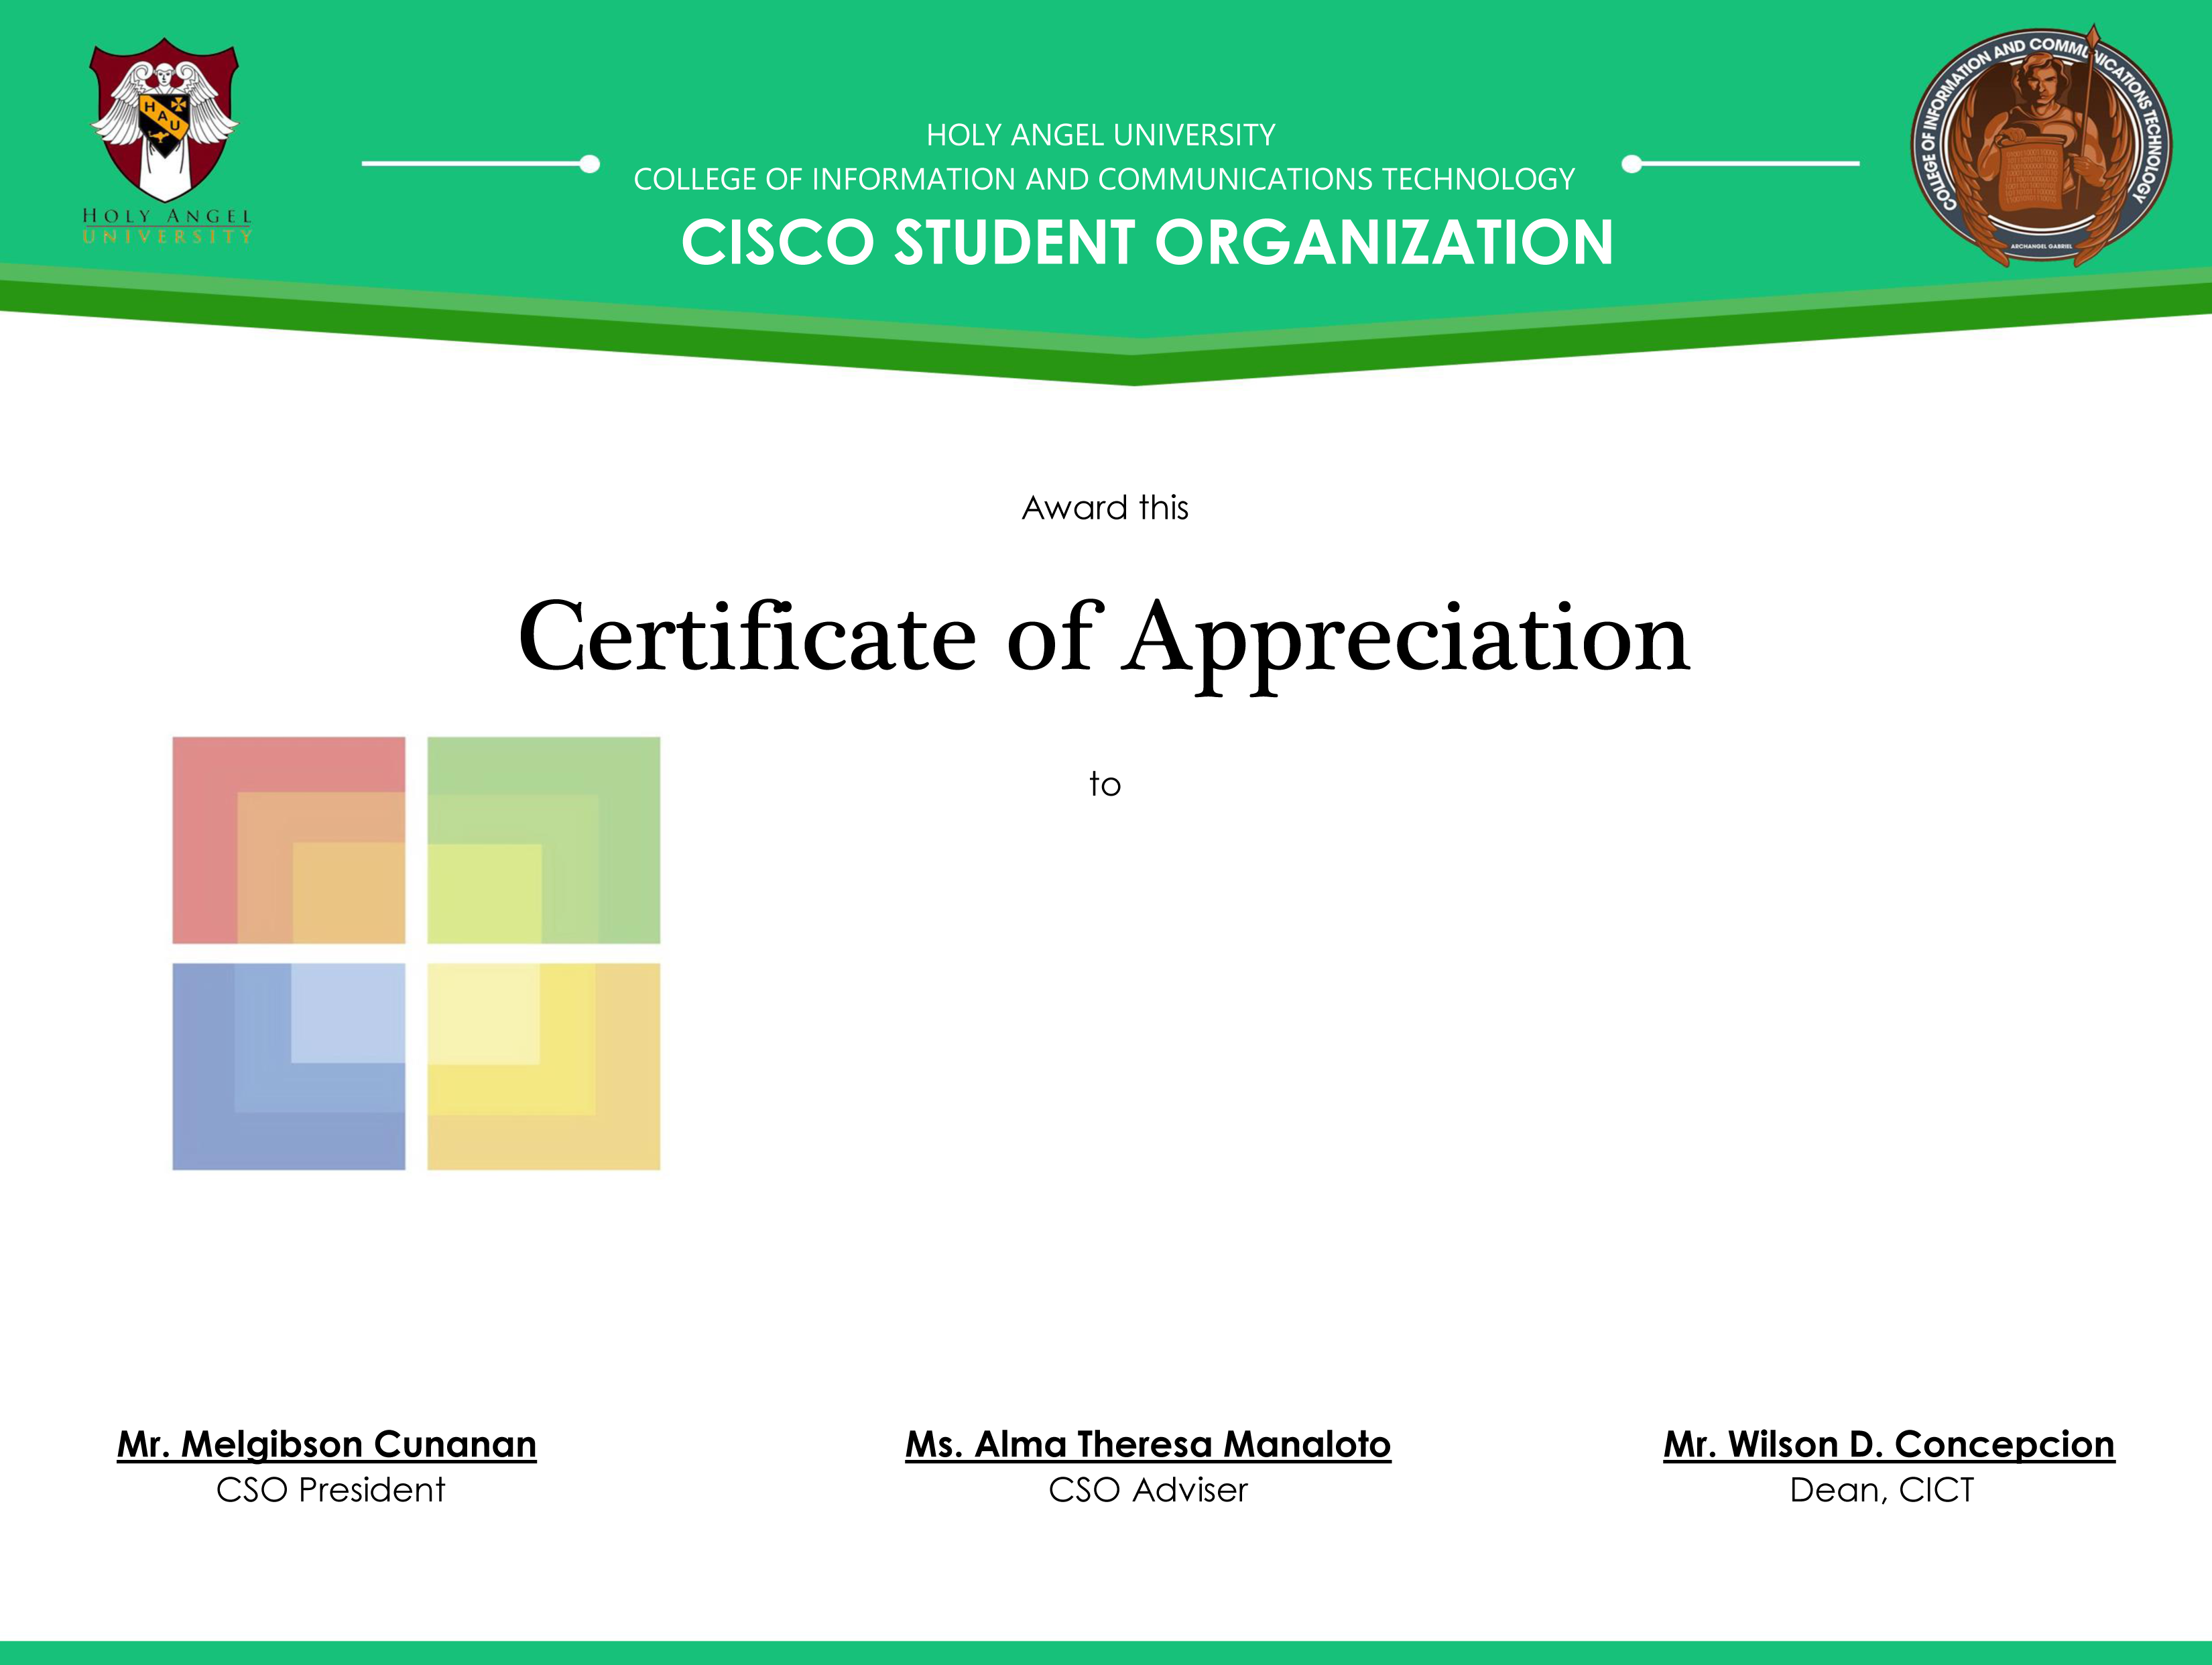 HAU
HOLY ANGEL
UNIVERSITY
HOLY ANGEL UNIVERSITY
COLLEGE OF INFORMATION AND COMMUNICATIONS TECHNOLOGY
CISCO STUDENT ORGANIZATION
COLLEGE OF INFORMATION AND COMMUNICATIONS TECHNOLOGY
ARCHANGEL GABRIEL
Award this
Certificate of Appreciation
to
Mr. Melgibson Cunanan
CSO President
Ms. Alma Theresa Manaloto
CSO Adviser
Mr. Wilson D. Concepcion
Dean, CICT